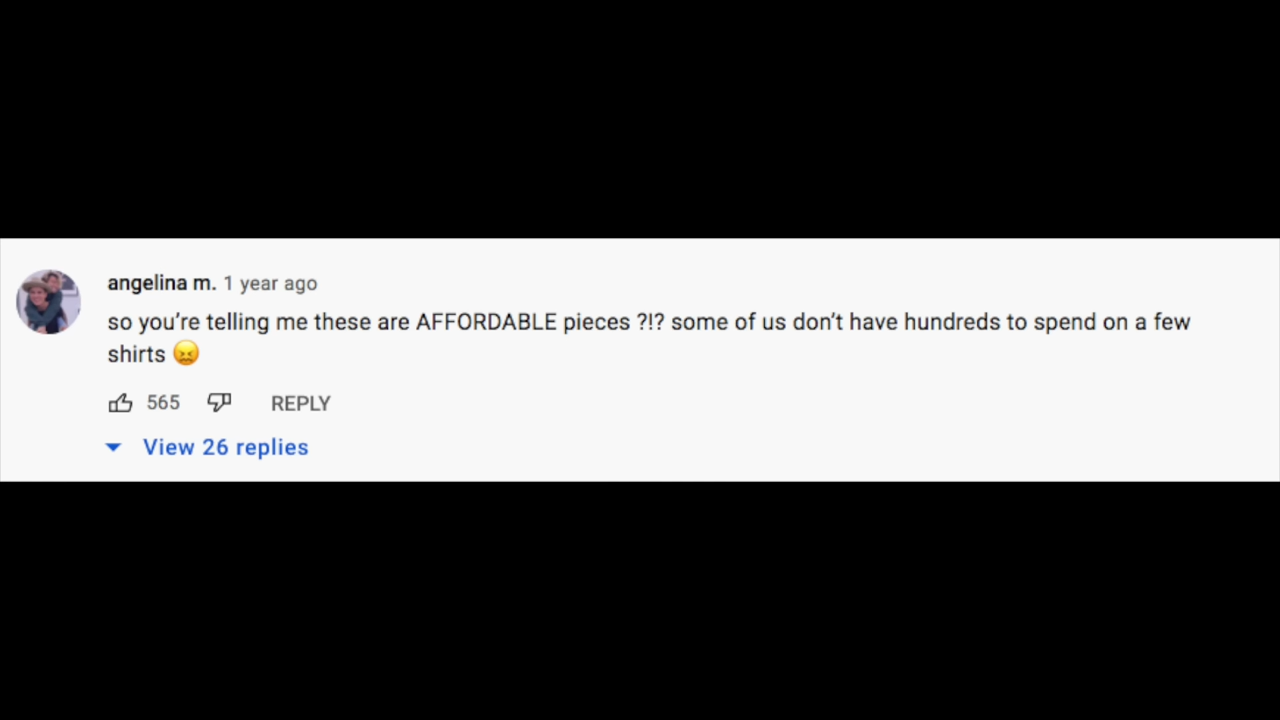 angelina m. 1 year ago
so you’re telling me these are AFFORDABLE pieces ?!? some of us don’t have hundreds to spend on a few
shirts 😖
565 REPLY
View 26 replies